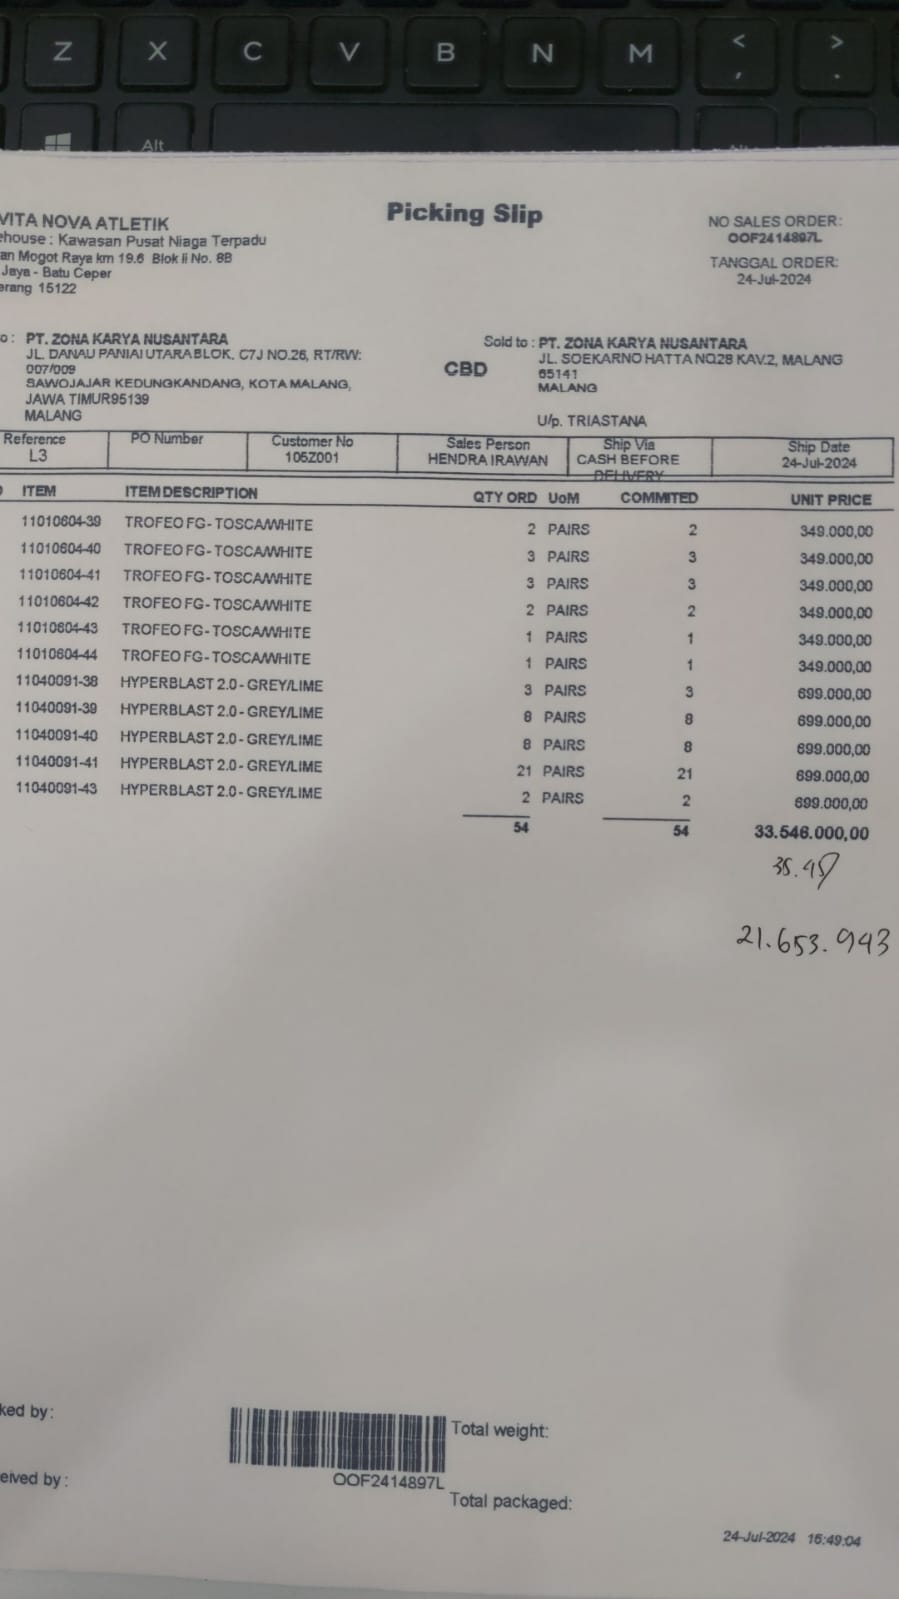 Z X C V B N M < , > .
Alt
Picking Slip
VITA NOVA ATLETIK
ehouse : Kawasan Pusat Niaga Terpadu
an Mogot Raya km 19.6 Blok Ii No. 8B
Jaya - Batu Ceper
erang 15122
NO SALES ORDER:
OOF2414897L
TANGGAL ORDER:
24-Jul-2024
o : PT. ZONA KARYA NUSANTARA
JL. DANAU PANIAI UTARA BLOK. C7J NO.26, RT/RW:
007/009
SAWOJAJAR KEDUNGKANDANG, KOTA MALANG,
JAWA TIMUR95139
MALANG
CBD
Sold to : PT. ZONA KARYA NUSANTARA
JL. SOEKARNO HATTA NO28 KAV.2, MALANG
65141
MALANG
U/p. TRIASTANA
Reference PO Number Customer No Sales Person Ship Via Ship Date
L3 106Z001 HENDRA IRAWAN CASH BEFORE 24-Jul-2024
DELIVERY
ITEM ITEM DESCRIPTION QTY ORD UoM COMMITED UNIT PRICE
11010604-39 TROFEO FG- TOSCA/WHITE 2 PAIRS 2 349.000,00
11010604-40 TROFEO FG- TOSCA/WHITE 3 PAIRS 3 349.000,00
11010604-41 TROFEO FG- TOSCA/WHITE 3 PAIRS 3 349.000,00
11010604-42 TROFEO FG- TOSCA/WHITE 2 PAIRS 2 349.000,00
11010604-43 TROFEO FG- TOSCA/WHITE 1 PAIRS 1 349.000,00
11010604-44 TROFEO FG- TOSCA/WHITE 1 PAIRS 1 349.000,00
11040091-38 HYPERBLAST 2.0- GREY/LIME 3 PAIRS 3 699.000,00
11040091-39 HYPERBLAST 2.0- GREY/LIME 8 PAIRS 8 699.000,00
11040091-40 HYPERBLAST 2.0- GREY/LIME 8 PAIRS 8 699.000,00
11040091-41 HYPERBLAST 2.0- GREY/LIME 21 PAIRS 21 699.000,00
11040091-43 HYPERBLAST 2.0- GREY/LIME 2 PAIRS 2 699.000,00
54 54 33.546.000,00
21.653.943
ked by:
eived by:
OOF2414897L
Total weight:
Total packaged:
24-Jul-2024 15:49:04